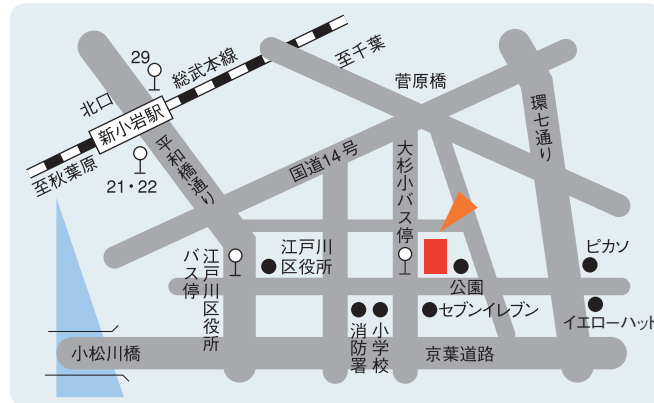 29
総武本線
至千葉
北口
新小岩駅
菅原橋
環七通り
至秋葉原
21・22
平和橋通り
国道14号
大杉小バス停
江戸川区役所
バス停
江戸川
区役所
ピカソ
公園
セブンイレブン
イエローハット
消防署
小学校
小松川橋
京葉道路